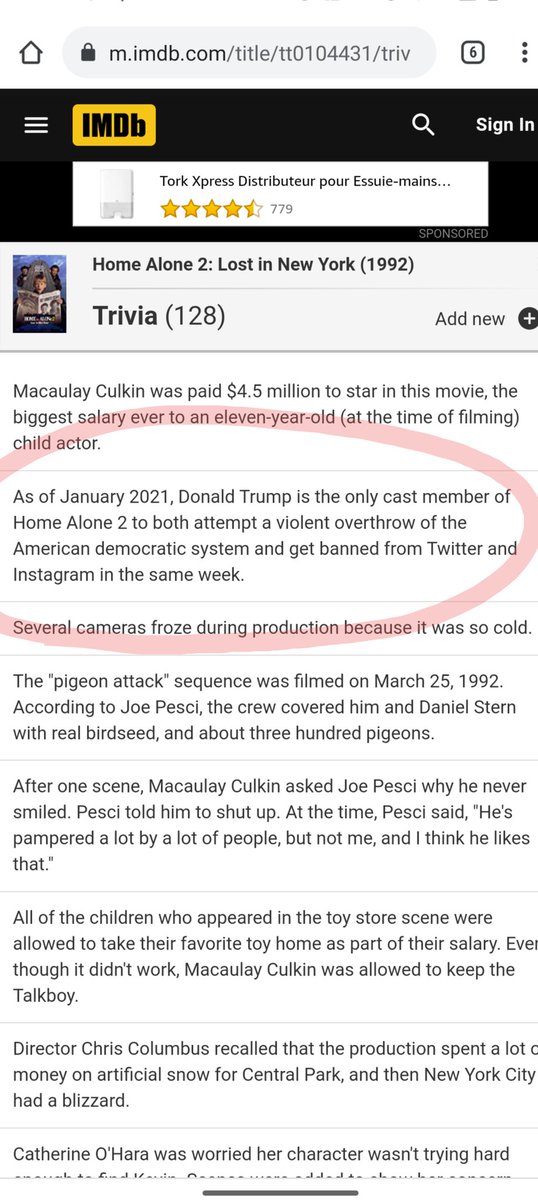 m.imdb.com/title/tt0104431/triv
6
IMDb
Sign In
Tork Xpress Distributeur pour Essuie-mains...
779
SPONSORED
Home Alone 2: Lost in New York (1992)
Trivia (128)
Add new
Macaulay Culkin was paid $4.5 million to star in this movie, the
biggest salary ever to an eleven-year-old (at the time of filming)
child actor.
As of January 2021, Donald Trump is the only cast member of
Home Alone 2 to both attempt a violent overthrow of the
American democratic system and get banned from Twitter and
Instagram in the same week.
Several cameras froze during production because it was so cold.
The "pigeon attack" sequence was filmed on March 25, 1992.
According to Joe Pesci, the crew covered him and Daniel Stern
with real birdseed, and about three hundred pigeons.
After one scene, Macaulay Culkin asked Joe Pesci why he never
smiled. Pesci told him to shut up. At the time, Pesci said, "He's
pampered a lot by a lot of people, but not me, and I think he likes
that."
All of the children who appeared in the toy store scene were
allowed to take their favorite toy home as part of their salary. Even
though it didn't work, Macaulay Culkin was allowed to keep the
Talkboy.
Director Chris Columbus recalled that the production spent a lot o
money on artificial snow for Central Park, and then New York City
had a blizzard.
Catherine O'Hara was worried her character wasn't trying hard